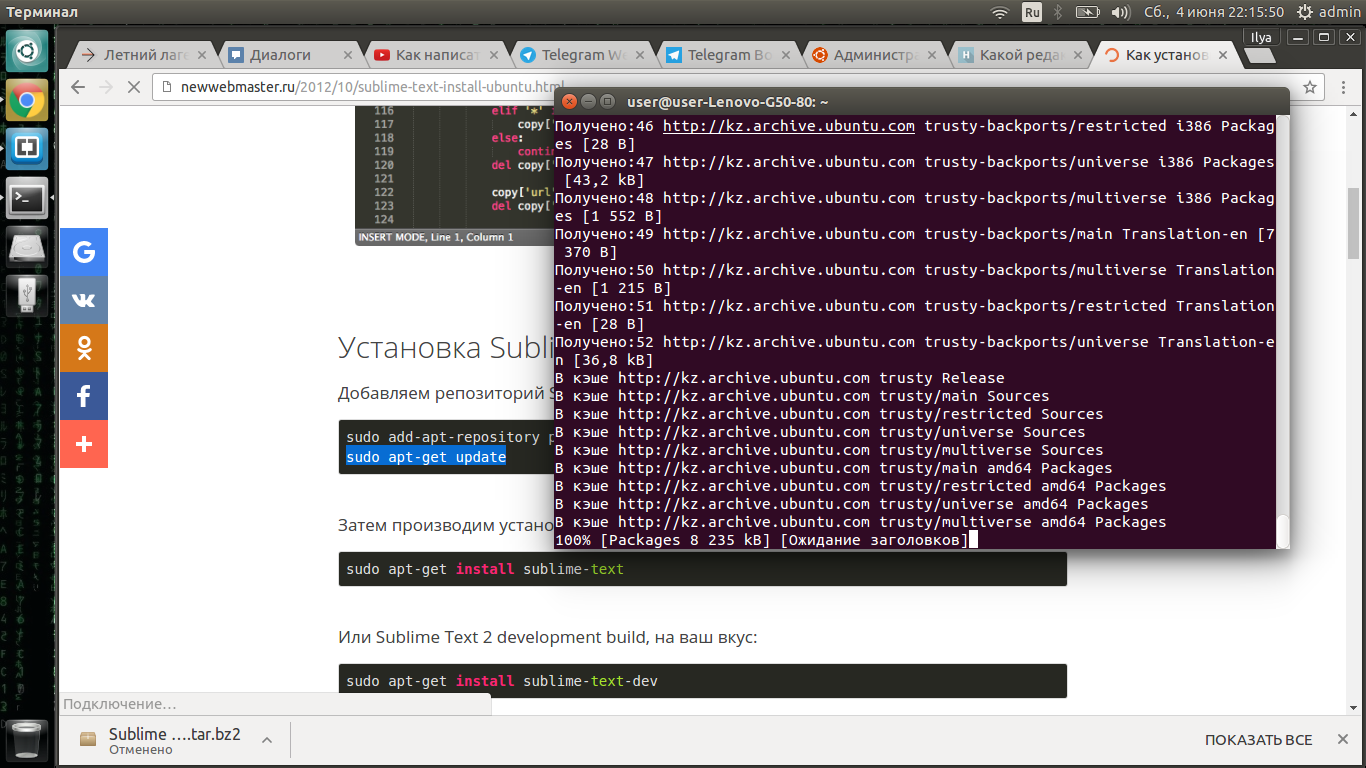 Терминал
Ru
Сб., 4 июня 22:15:50
admin
Летний лаге
Диалоги
Как написат
Telegram We
Telegram Bo
Администра
Какой редак
Как установ
Ilya
newwebmaster.ru/2012/10/sublime-text-install-ubuntu.html
user@user-Lenovo-G50-80: ~
116 elif '*' i
117 copy['
118 else:
119 contin
120 del copy['
121
122 copy['url'
123 del copy['
124
INSERT MODE, Line 1, Column 1
Получено:46 http://kz.archive.ubuntu.com trusty-backports/restricted i386 Packag
es [28 B]
Получено:47 http://kz.archive.ubuntu.com trusty-backports/universe i386 Packages
[43,2 kB]
Получено:48 http://kz.archive.ubuntu.com trusty-backports/multiverse i386 Packag
es [1 552 B]
Получено:49 http://kz.archive.ubuntu.com trusty-backports/main Translation-en [7
370 B]
Получено:50 http://kz.archive.ubuntu.com trusty-backports/multiverse Translation
-en [1 215 B]
Получено:51 http://kz.archive.ubuntu.com trusty-backports/restricted Translation
-en [28 B]
Получено:52 http://kz.archive.ubuntu.com trusty-backports/universe Translation-e
n [36,8 kB]
В кэше http://kz.archive.ubuntu.com trusty Release
В кэше http://kz.archive.ubuntu.com trusty/main Sources
В кэше http://kz.archive.ubuntu.com trusty/restricted Sources
В кэше http://kz.archive.ubuntu.com trusty/universe Sources
В кэше http://kz.archive.ubuntu.com trusty/multiverse Sources
В кэше http://kz.archive.ubuntu.com trusty/main amd64 Packages
В кэше http://kz.archive.ubuntu.com trusty/restricted amd64 Packages
В кэше http://kz.archive.ubuntu.com trusty/universe amd64 Packages
В кэше http://kz.archive.ubuntu.com trusty/multiverse amd64 Packages
100% [Packages 8 235 kB] [Ожидание заголовков]
Установка Subli
Добавляем репозиторий S
sudo add-apt-repository p
sudo apt-get update
Затем производим устано
sudo apt-get install sublime-text
Или Sublime Text 2 development build, на ваш вкус:
sudo apt-get install sublime-text-dev
Подключение...
Sublime ....tar.bz2
Отменено
ПОКАЗАТЬ ВСЕ